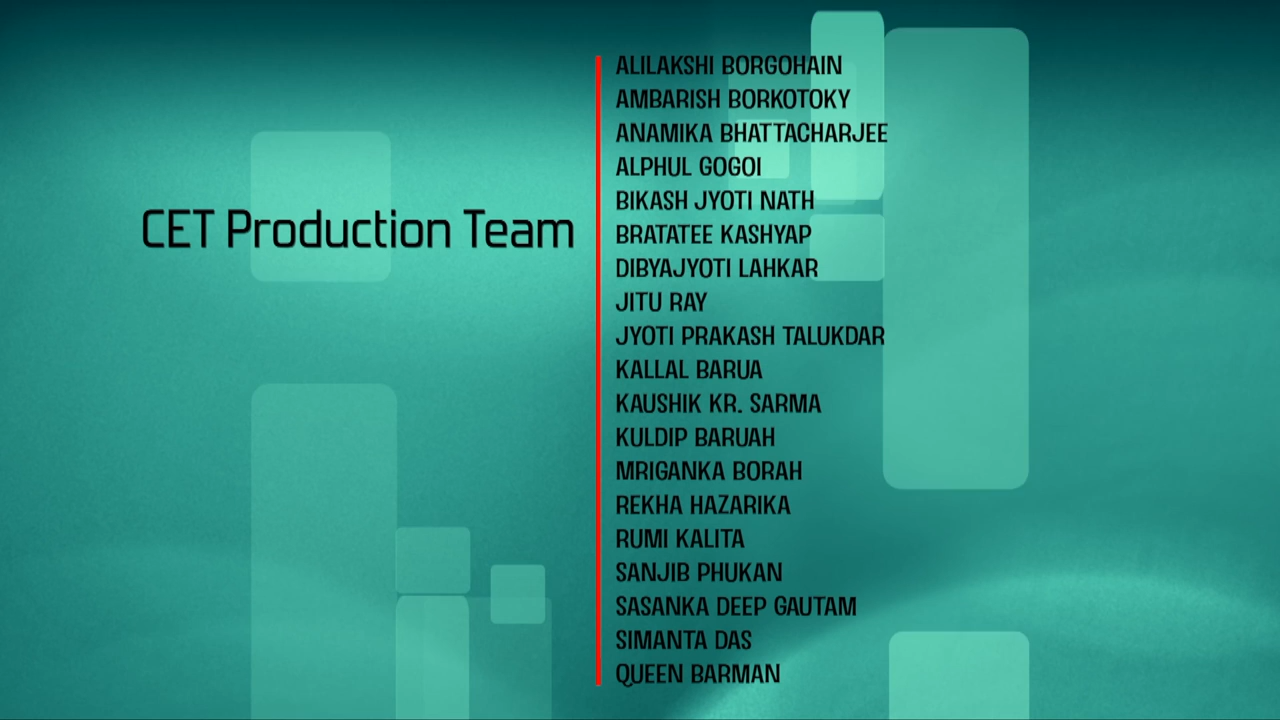 CET Production Team
ALILAKSHI BORGOHAIN
AMBARISH BORKOTOKY
ANAMIKA BHATTACHARJEE
ALPHUL GOGOI
BIKASH JYOTI NATH
BRATATEE KASHYAP
DIBYAJYOTI LAHKAR
JITU RAY
JYOTI PRAKASH TALUKDAR
KALLAL BARUA
KAUSHIK KR. SARMA
KULDIP BARUAH
MRIGANKA BORAH
REKHA HAZARIKA
RUMI KALITA
SANJIB PHUKAN
SASANKA DEEP GAUTAM
SIMANTA DAS
QUEEN BARMAN